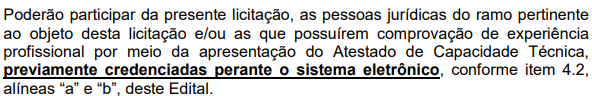 Poderão participar da presente licitação, as pessoas jurídicas do ramo pertinente
ao objeto desta licitação e/ou as que possuírem comprovação de experiência
profissional por meio da apresentação do Atestado de Capacidade Técnica,
previamente credenciadas perante o sistema eletrônico, conforme item 4.2,
alíneas “a” e “b”, deste Edital.